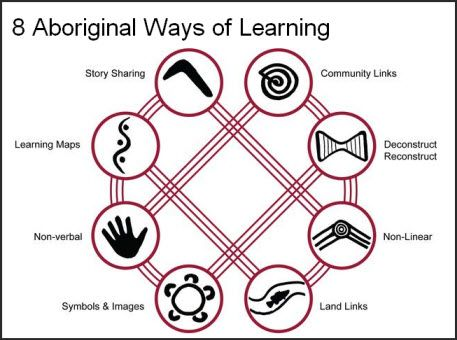 8 Aboriginal Ways of Learning
Story Sharing
Community Links
Learning Maps
Deconstruct
Reconstruct
Non-verbal
Non-Linear
Symbols & Images
Land Links